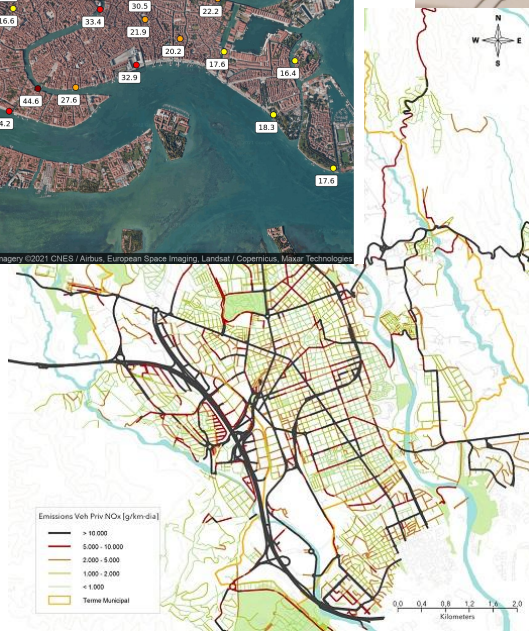 30.5
16.6
33.4
22.2
21.9
20.2
17.6
16.4
32.9
44.6
27.6
4.2
18.3
17.6
nagery ©2021 CNES / Airbus, European Space Imaging, Landsat / Copernicus, Maxar Technologies
N
W E
S
Emissions Veh Priv NOx [g/km-dia]
> 10.000
5.000 - 10.000
2.000 - 5.000
1.000 - 2.000
< 1.000
Terme Municipal
0,0 0,4 0,8 1,2 1,6 2,0
Kilometers